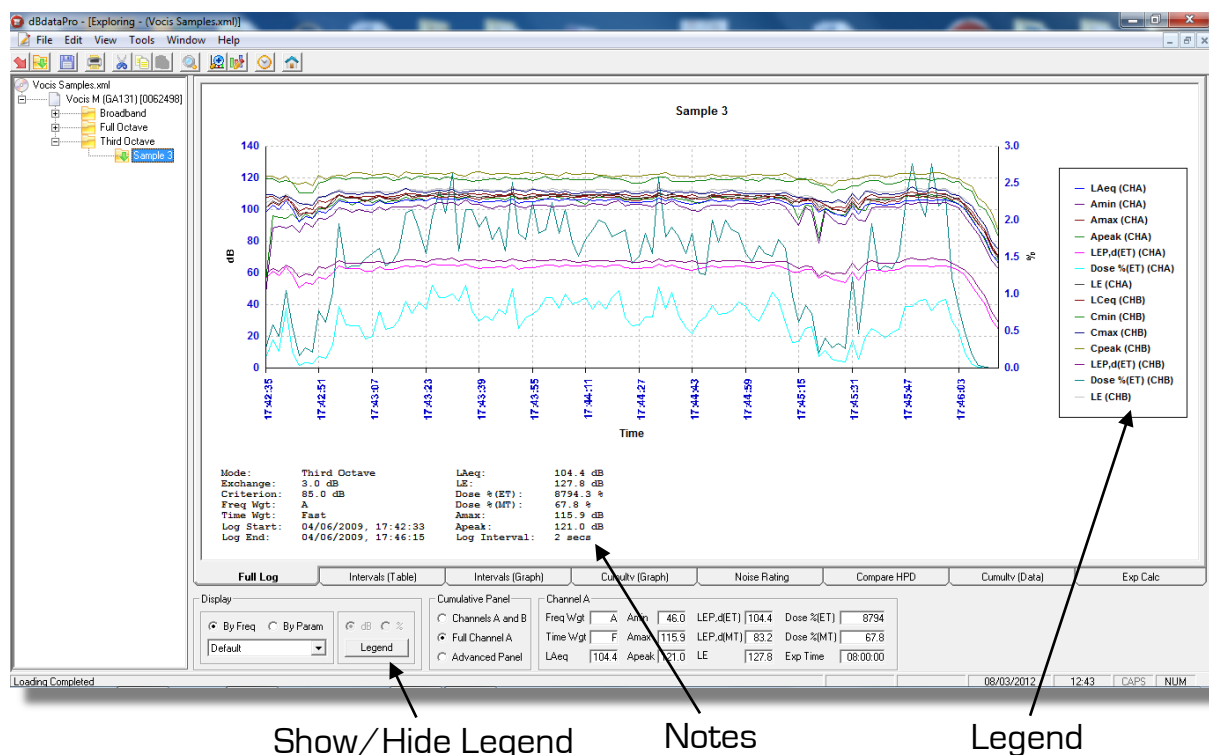 dBdataPro - [Exploring - (Vocis Samples.xml)]
File Edit View Tools Window Help
Vocis Samples.xml
Vocis M (GA131) [0062498]
Broadband
Full Octave
Third Octave
Sample 3
Sample 3
140
120
100
80
60
40
20
0
dB
3.0
2.5
2.0
1.5
1.0
0.5
0.0
%
17:42:35
17:42:51
17:43:07
17:43:23
17:43:39
17:43:55
17:44:11
17:44:27
17:44:43
17:44:59
17:45:15
17:45:31
17:45:47
17:46:03
Time
LAeq (CHA)
Amin (CHA)
Amax (CHA)
Apeak (CHA)
LEP,d(ET) (CHA)
Dose %(ET) (CHA)
LE (CHA)
LCeq (CHB)
Cmin (CHB)
Cmax (CHB)
Cpeak (CHB)
LEP,d(ET) (CHB)
Dose %(ET) (CHB)
LE (CHB)
Mode: Third Octave LAeq: 104.4 dB
Exchange: 3.0 dB LE: 127.8 dB
Criterion: 85.0 dB Dose %(ET): 8794.3 %
Freq Wgt: A Dose %(MT): 67.8 %
Time Wgt: Fast Amax: 115.9 dB
Log Start: 04/06/2009, 17:42:33 Apeak: 121.0 dB
Log End: 04/06/2009, 17:46:15 Log Interval: 2 secs
Full Log Intervals (Table) Intervals (Graph) Cumultv (Graph) Noise Rating Compare HPD Cumultv (Data) Exp Calc
Display Cumulative Panel Channel A
By Freq By Param dB % Channels A and B Freq Wgt A Amin 46.0 LEP,d(ET) 104.4 Dose %(ET) 8794
Default Legend Full Channel A Time Wgt F Amax 115.9 LEP,d(MT) 83.2 Dose %(MT) 67.8
Advanced Panel LAeq 104.4 Apeak 121.0 LE 127.8 Exp Time 08:00:00
Loading Completed 08/03/2012 12:43 CAPS NUM
Show/Hide Legend Notes Legend